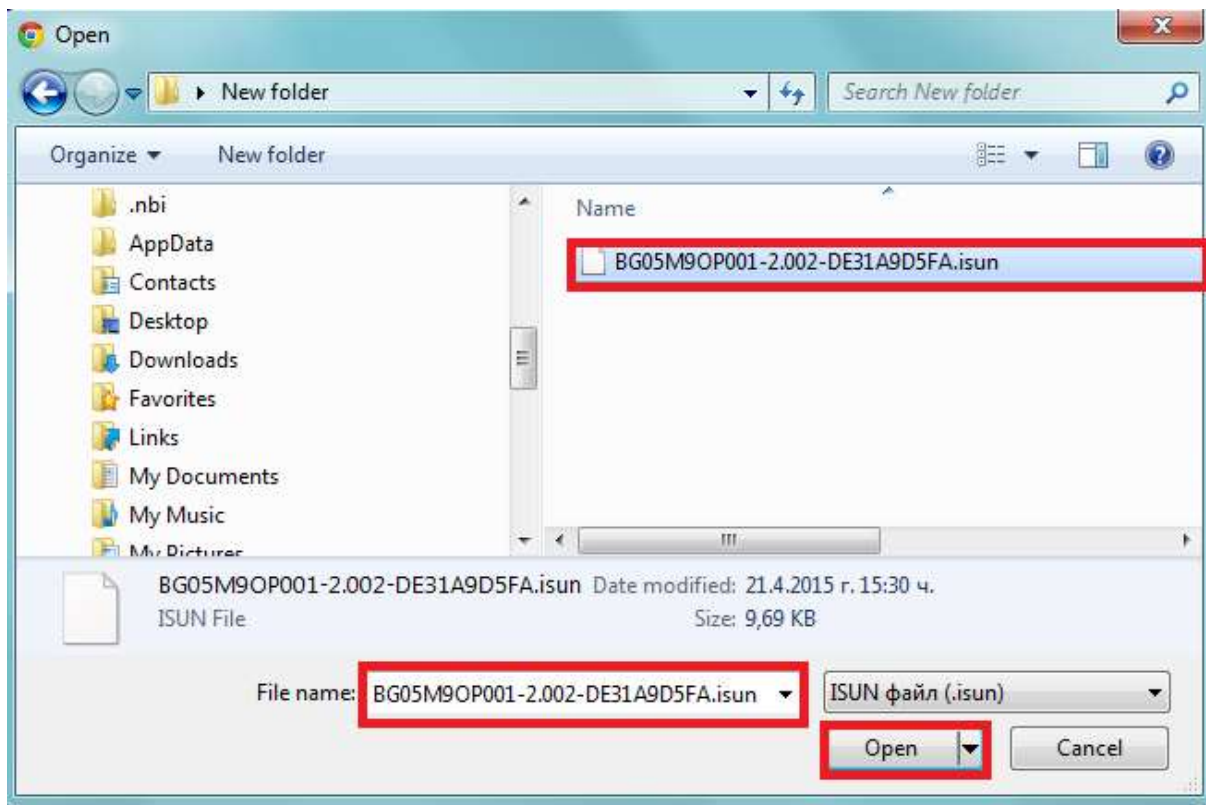 Open
New folder
Search New folder
Organize
New folder
.nbi
AppData
Contacts
Desktop
Downloads
Favorites
Links
My Documents
My Music
My Pictures
Name
BG05M9OP001-2.002-DE31A9D5FA.isun
BG05M9OP001-2.002-DE31A9D5FA.isun Date modified: 21.4.2015 г. 15:30 ч.
ISUN File Size: 9,69 KB
File name: BG05M9OP001-2.002-DE31A9D5FA.isun ISUN файл (.isun)
Open Cancel